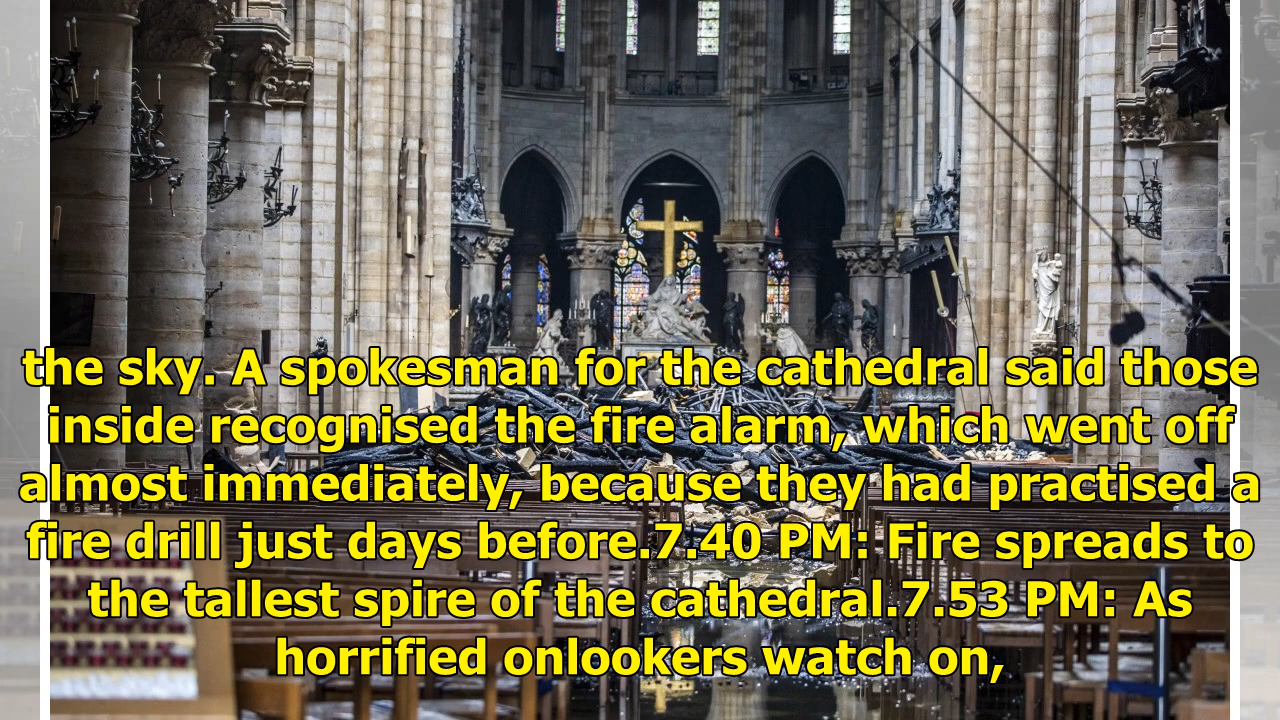 the sky. A spokesman for the cathedral said those
inside recognised the fire alarm, which went off
almost immediately, because they had practised a
fire drill just days before.7.40 PM: Fire spreads to
the tallest spire of the cathedral.7.53 PM: As
horrified onlookers watch on,